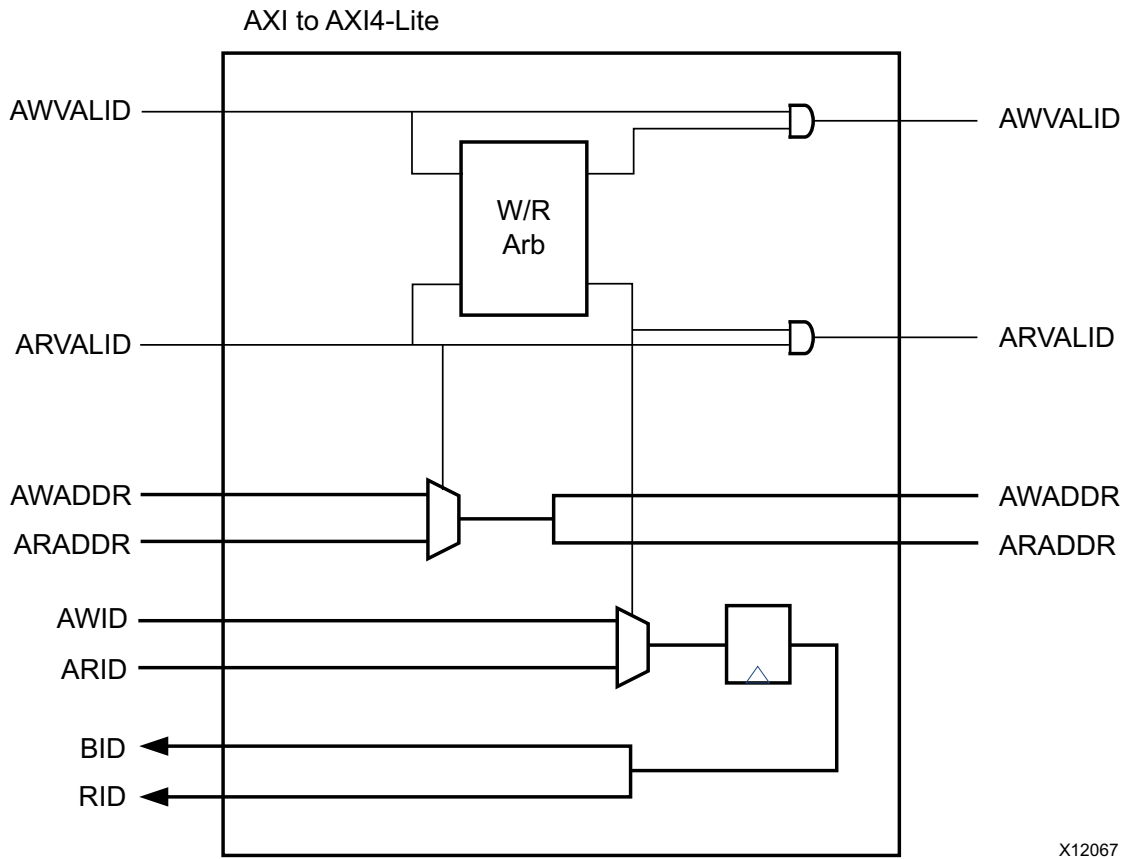 AXI to AXI4-Lite
AWVALID
AWVALID
W/R
Arb
ARVALID
ARVALID
AWADDR
AWADDR
ARADDR
ARADDR
AWID
ARID
BID
RID
X12067